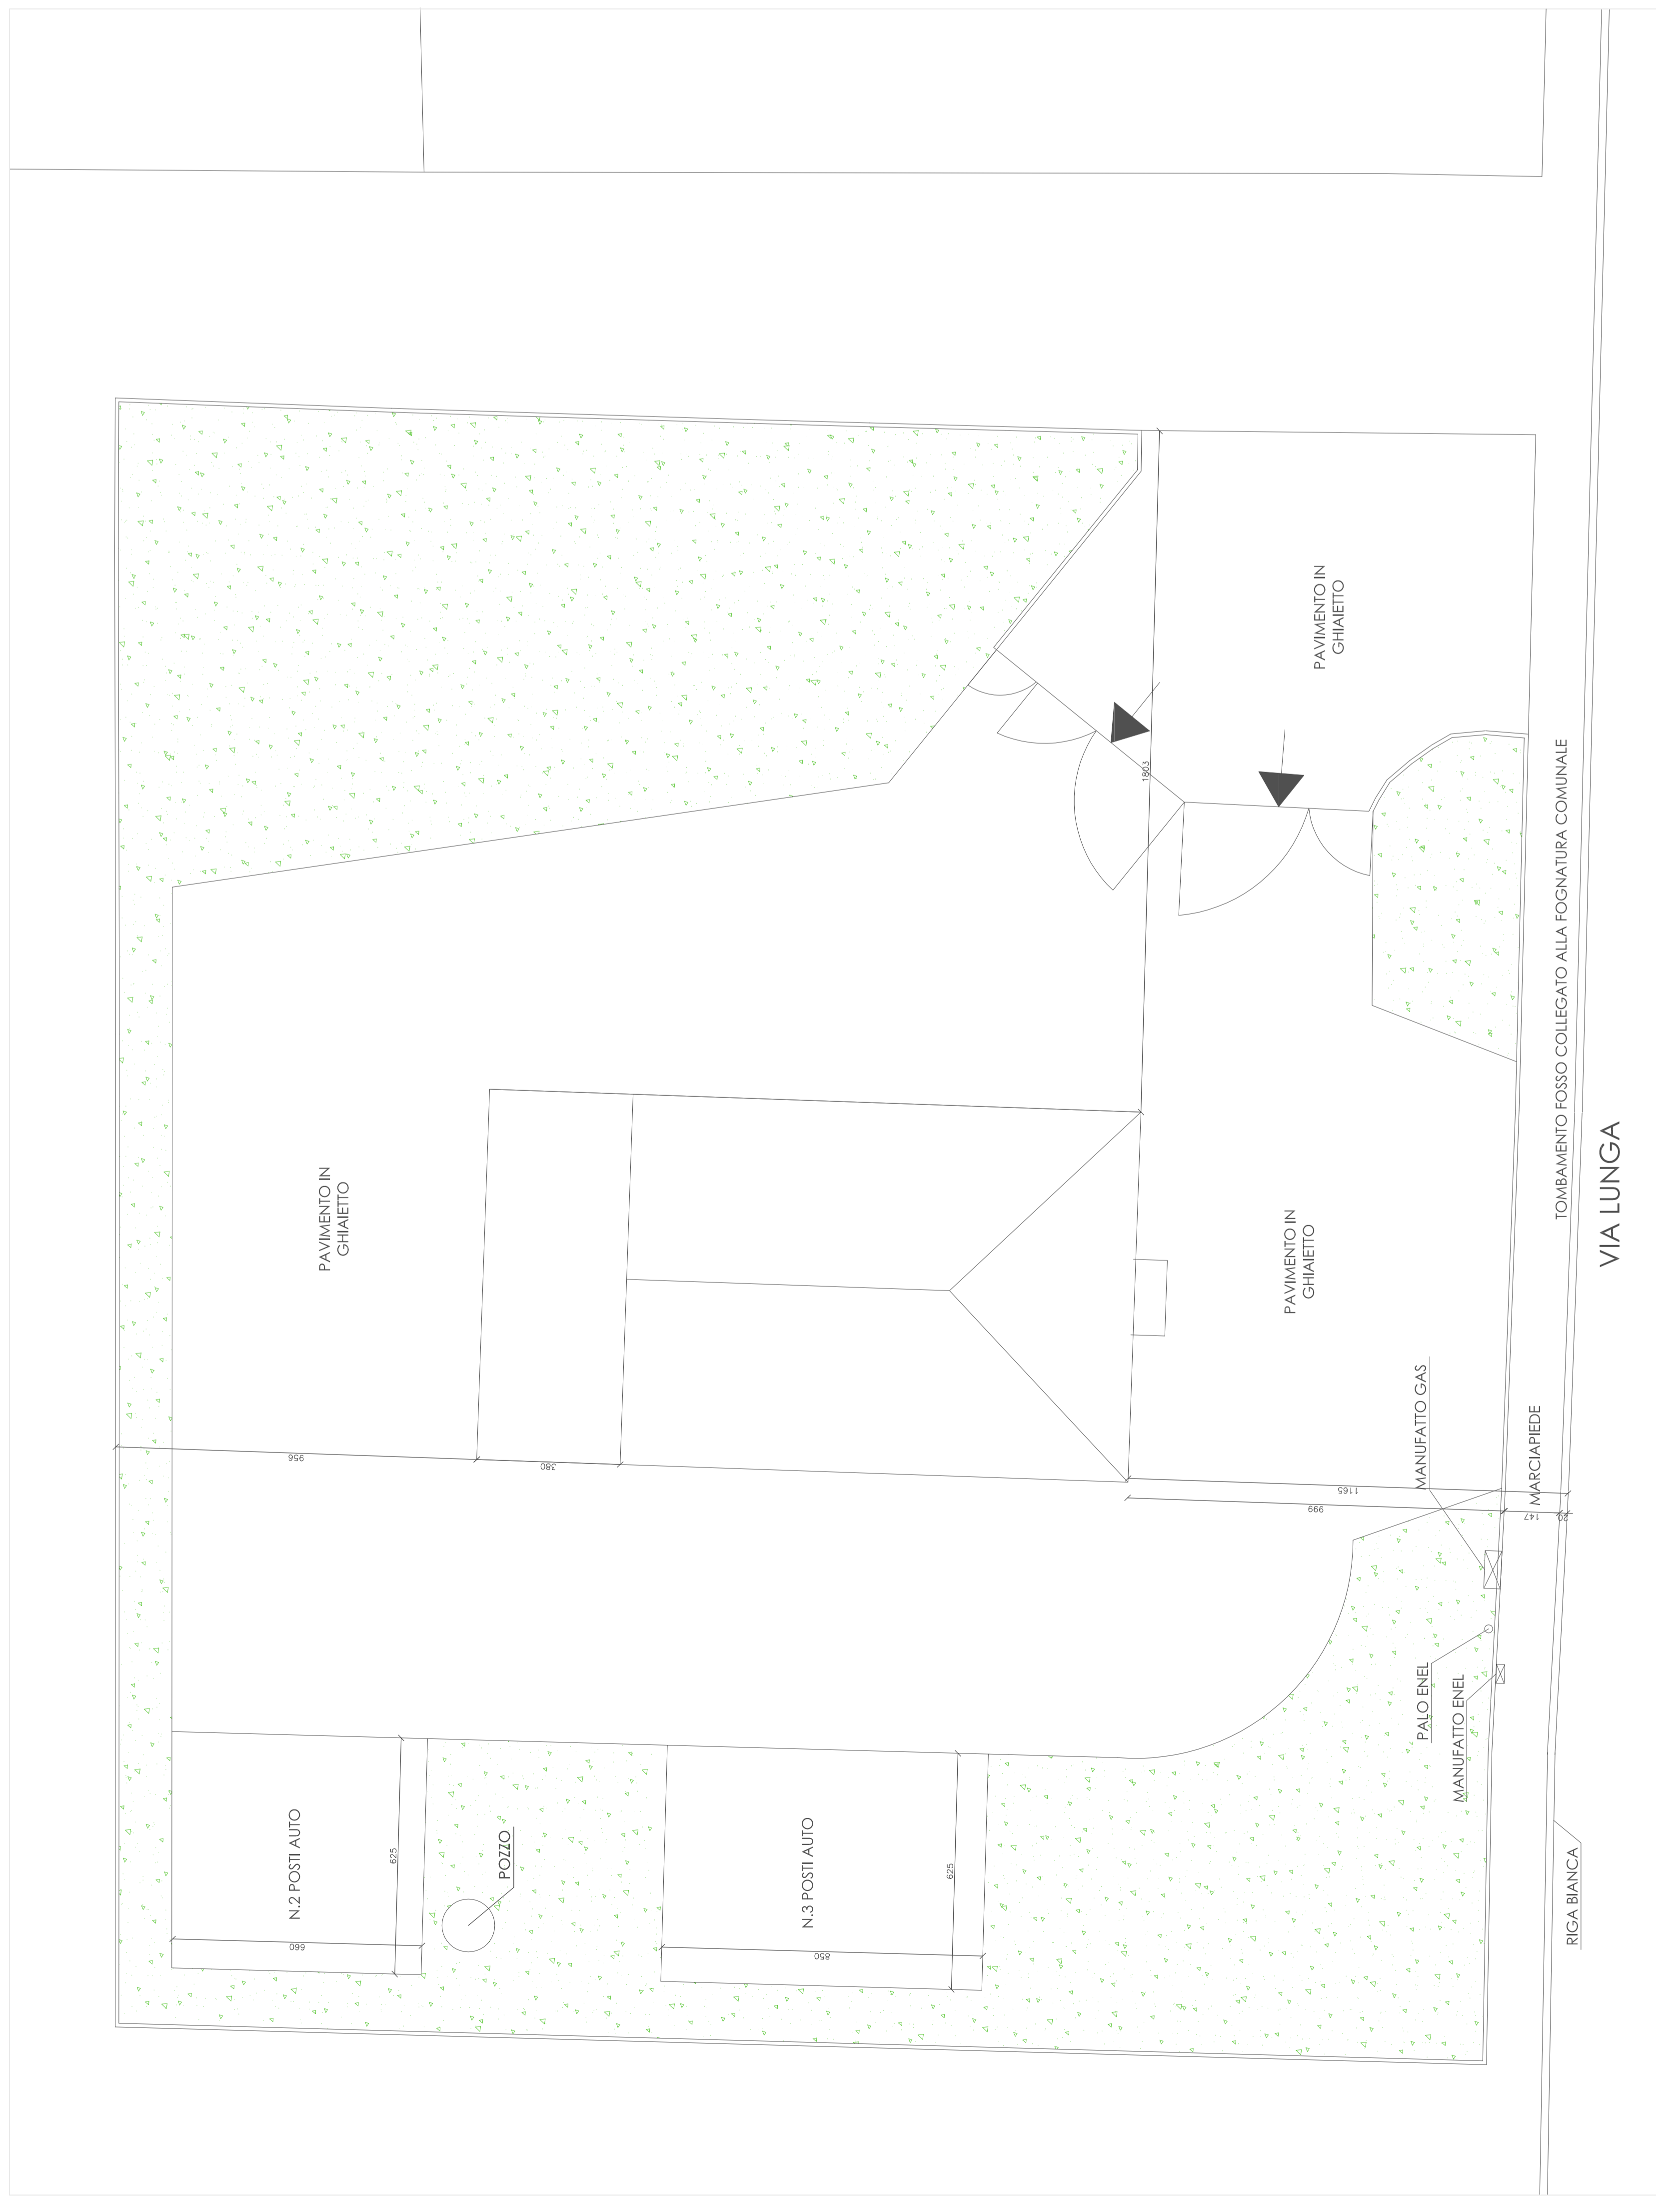 PAVIMENTO IN
GHIAIETTO
1803
PAVIMENTO IN
GHIAIETTO
PAVIMENTO IN
GHIAIETTO
TOMBAMENTO FOSSO COLLEGATO ALLA FOGNATURA COMUNALE
VIA LUNGA
MANUFATTO GAS
MARCIAPIEDE
956
380
1165
999
147
20
PALO ENEL
MANUFATTO ENEL
N.2 POSTI AUTO
625
660
POZZO
N.3 POSTI AUTO
625
850
RIGA BIANCA